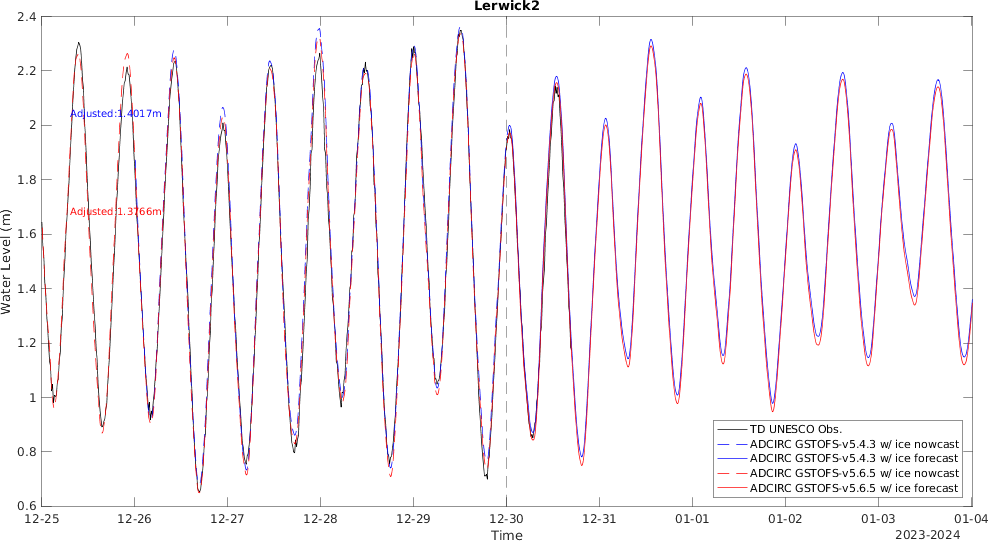 Lerwick2
2.4
2.2
2
1.8
1.6
1.4
1.2
1
0.8
0.6
Water Level (m)
Adjusted:1.4017m
Adjusted:1.3766m
TD UNESCO Obs.
ADCIRC GSTOFS-v5.4.3 w/ ice nowcast
ADCIRC GSTOFS-v5.4.3 w/ ice forecast
ADCIRC GSTOFS-v5.6.5 w/ ice nowcast
ADCIRC GSTOFS-v5.6.5 w/ ice forecast
12-25 12-26 12-27 12-28 12-29 12-30 12-31 01-01 01-02 01-03 01-04
Time
2023-2024